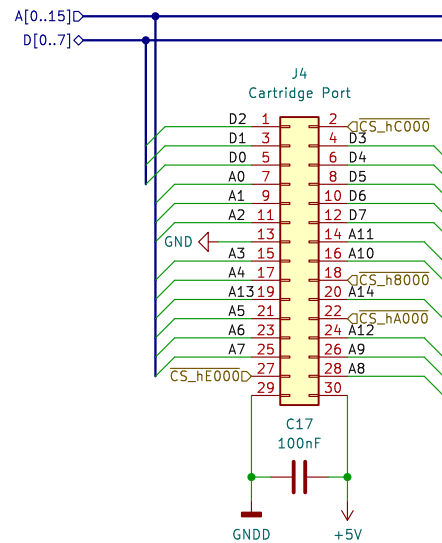 A[0..15]
D[0..7]
J4
Cartridge Port
D2 1 2 CS_hC000
D1 3 4 D3
D0 5 6 D4
A0 7 8 D5
A1 9 10 D6
A2 11 12 D7
GND 13 14 A11
A3 15 16 A10
A4 17 18 CS_h8000
A13 19 20 A14
A5 21 22 CS_hA000
A6 23 24 A12
A7 25 26 A9
CS_hE000 27 28 A8
29 30
C17
100nF
GNDD +5V